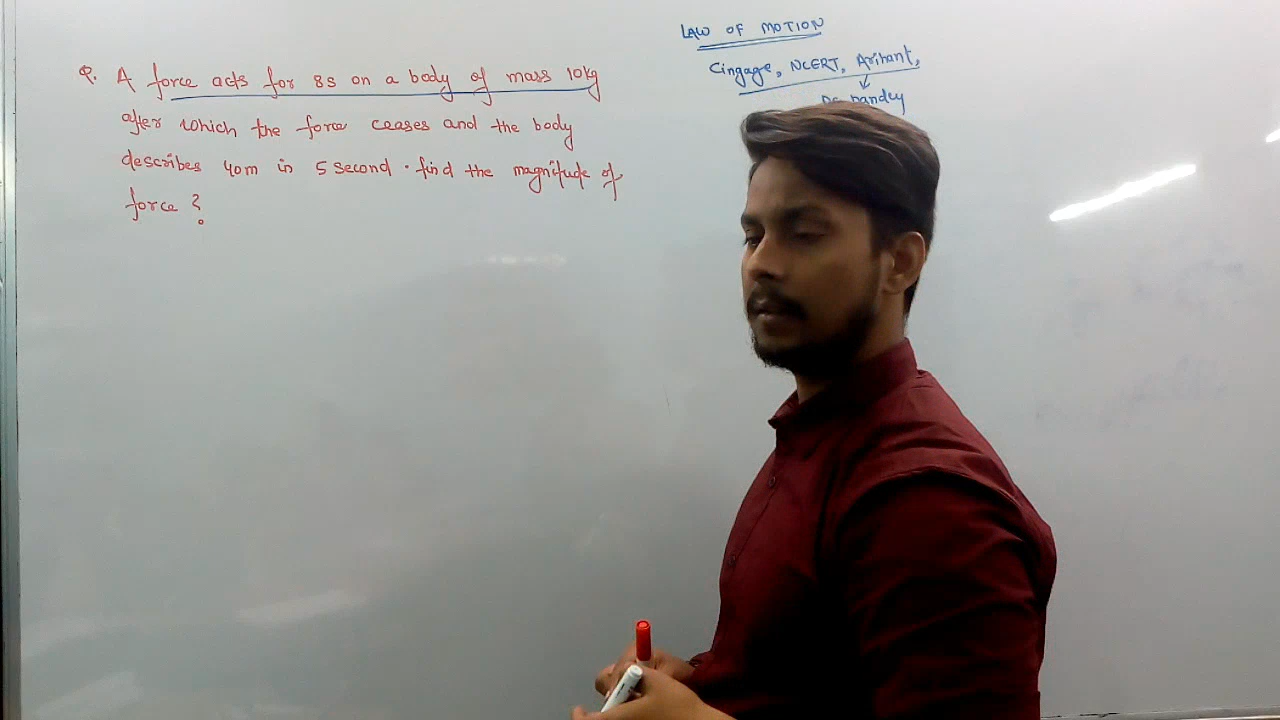 LAW OF MOTION
Cingage, NCERT, Arihant,
pandey
Q. A force acts for 8s on a body of mass 10kg
after which the force ceases and the body
describes 40m in 5 second . find the magnitude of
force ?